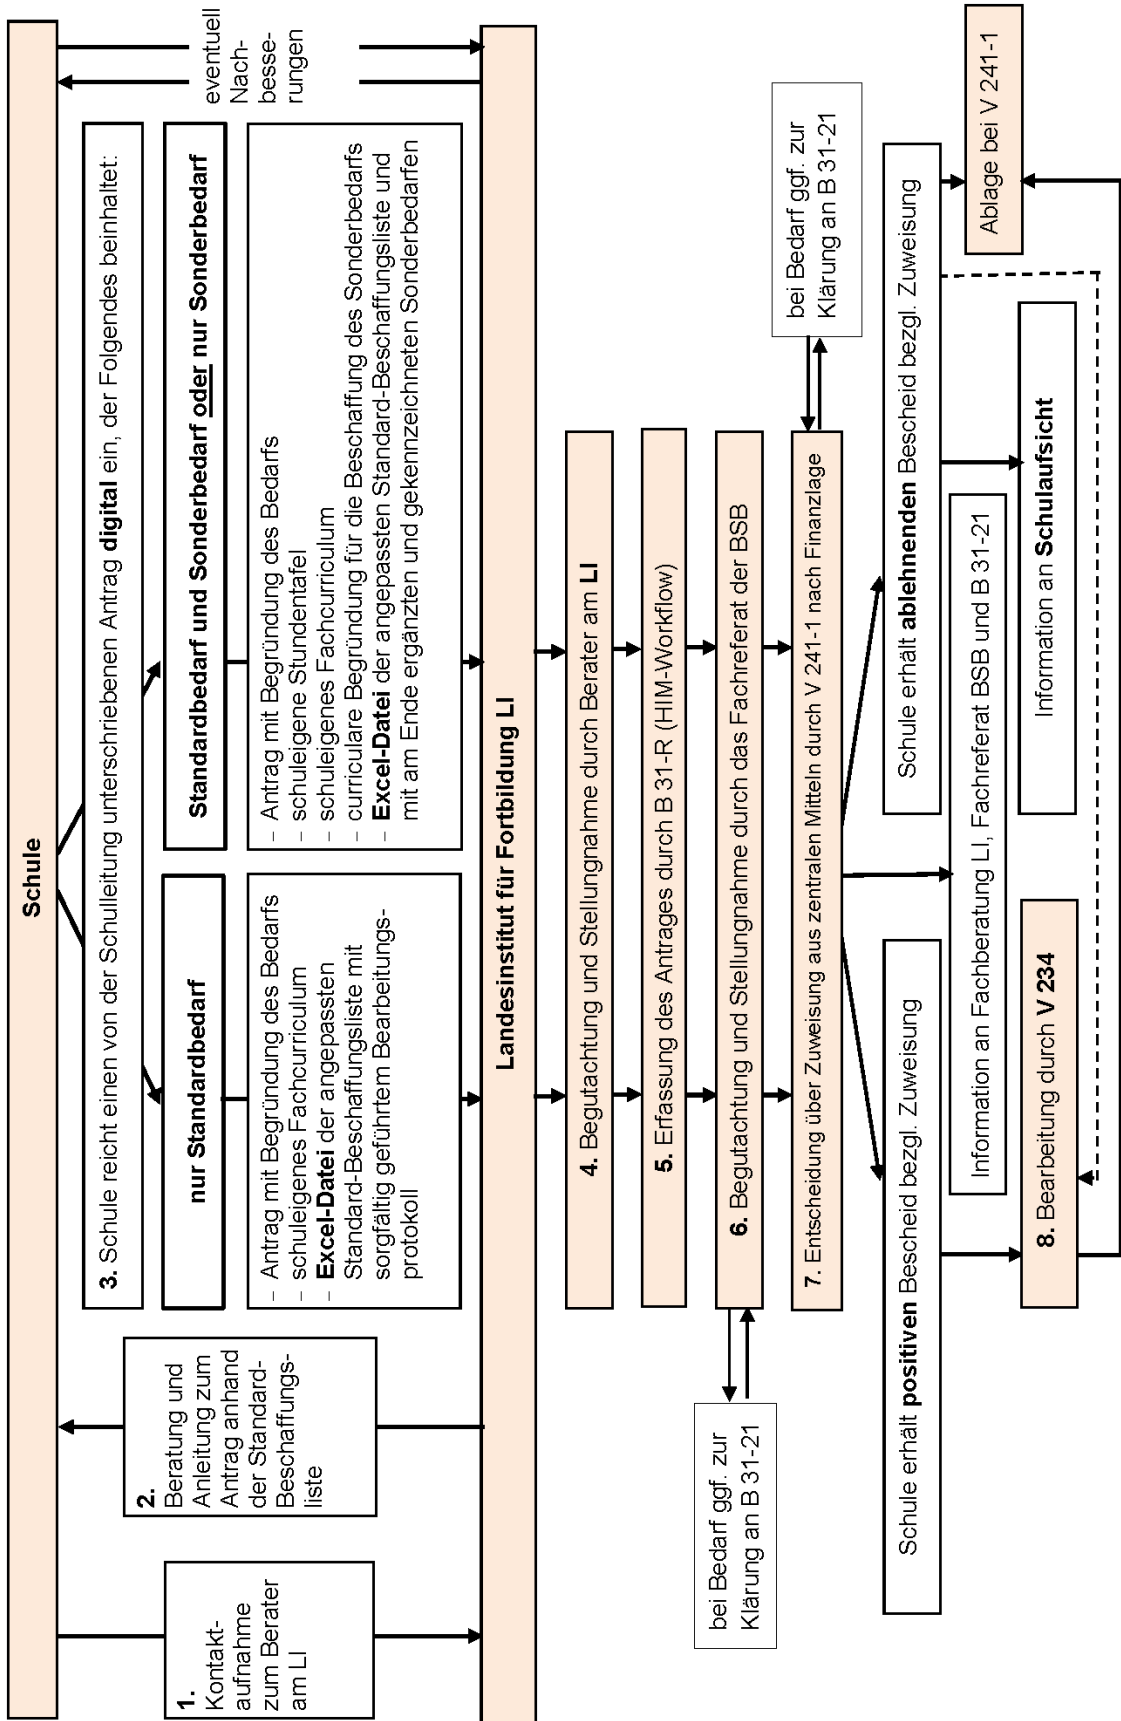 Schule
1.
Kontakt-
aufnahme
zum Berater
am LI
2.
Beratung und
Anleitung zum
Antrag anhand
der Standard-
Beschaffungs-
liste
3. Schule reicht einen von der Schulleitung unterschriebenen Antrag digital ein, der Folgendes beinhaltet:
nur Standardbedarf
– Antrag mit Begründung des Bedarfs
– schuleigenes Fachcurriculum
– Excel-Datei der angepassten
Standard-Beschaffungsliste mit
sorgfältig geführtem Bearbeitungs-
protokoll
Standardbedarf und Sonderbedarf oder nur Sonderbedarf
– Antrag mit Begründung des Bedarfs
– schuleigene Stundentafel
– schuleigenes Fachcurriculum
– curriculare Begründung für die Beschaffung des Sonderbedarfs
– Excel-Datei der angepassten Standard-Beschaffungsliste und
mit am Ende ergänzten und gekennzeichneten Sonderbedarfen
eventuell
Nach-
besse-
rungen
Landesinstitut für Fortbildung LI
4. Begutachtung und Stellungnahme durch Berater am LI
5. Erfassung des Antrages durch B 31-R (HIM-Workflow)
6. Begutachtung und Stellungnahme durch das Fachreferat der BSB
bei Bedarf ggf. zur
Klärung an B 31-21
7. Entscheidung über Zuweisung aus zentralen Mitteln durch V 241-1 nach Finanzlage
bei Bedarf ggf. zur
Klärung an B 31-21
Schule erhält positiven Bescheid bezgl. Zuweisung
Schule erhält ablehnenden Bescheid bezgl. Zuweisung
Information an Fachberatung LI, Fachreferat BSB und B 31-21
8. Bearbeitung durch V 234
Information an Schulaufsicht
Ablage bei V 241-1